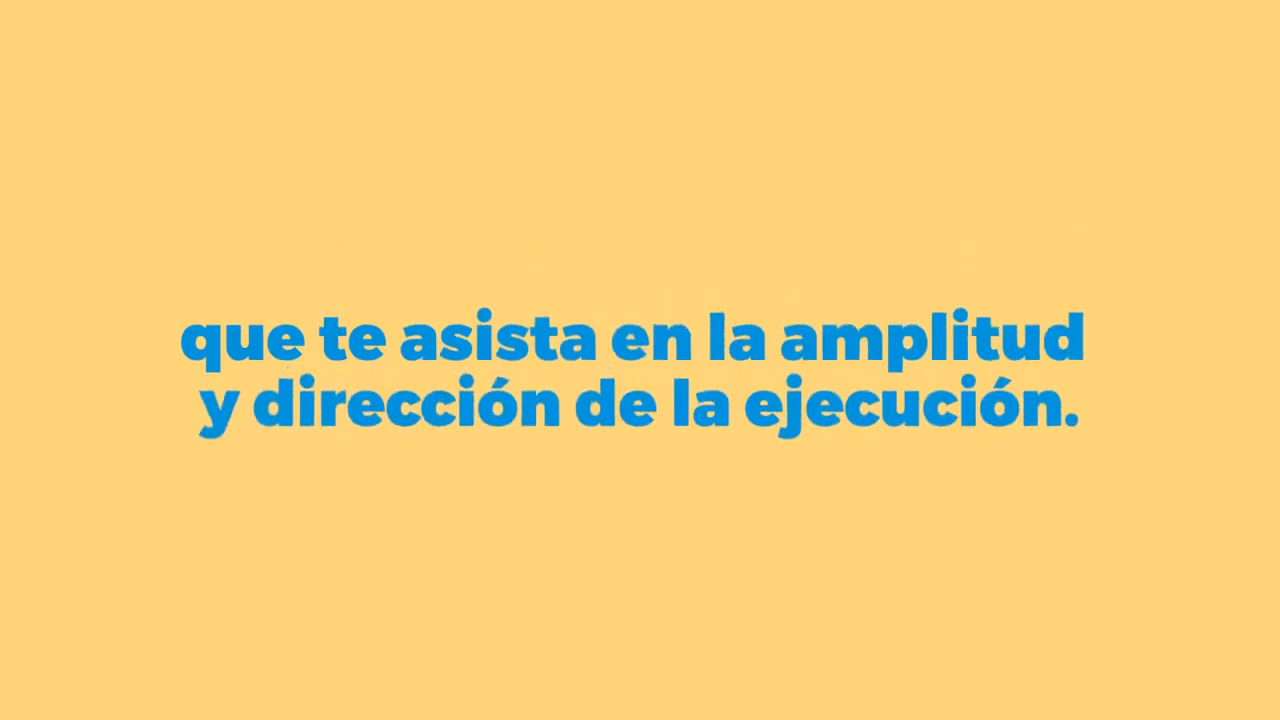 que te asista en la amplitud
y dirección de la ejecución.